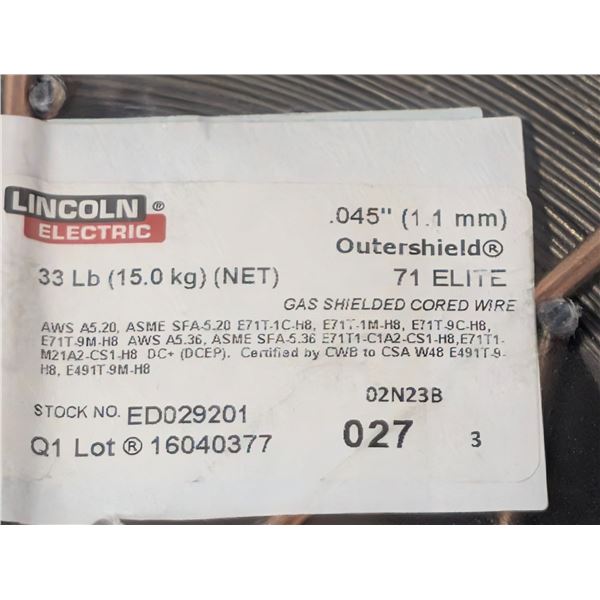 LINCOLN ®
ELECTRIC
.045" (1.1 mm)
Outershield®
33 Lb (15.0 kg) (NET)
71 ELITE
GAS SHIELDED CORED WIRE
AWS A5.20, ASME SFA-5.20 E71T-1C-H8, E71T-1M-H8, E71T-9C-H8,
E71T-9M-H8 AWS A5.36, ASME SFA-5.36 E71T1-C1A2-CS1-H8,E71T1-
M21A2-CS1-H8 DC+ (DCEP). Certified by CWB to CSA W48 E491T-9-
H8, E491T-9M-H8
02N23B
STOCK NO. ED029201
027 3
Q1 Lot ® 16040377